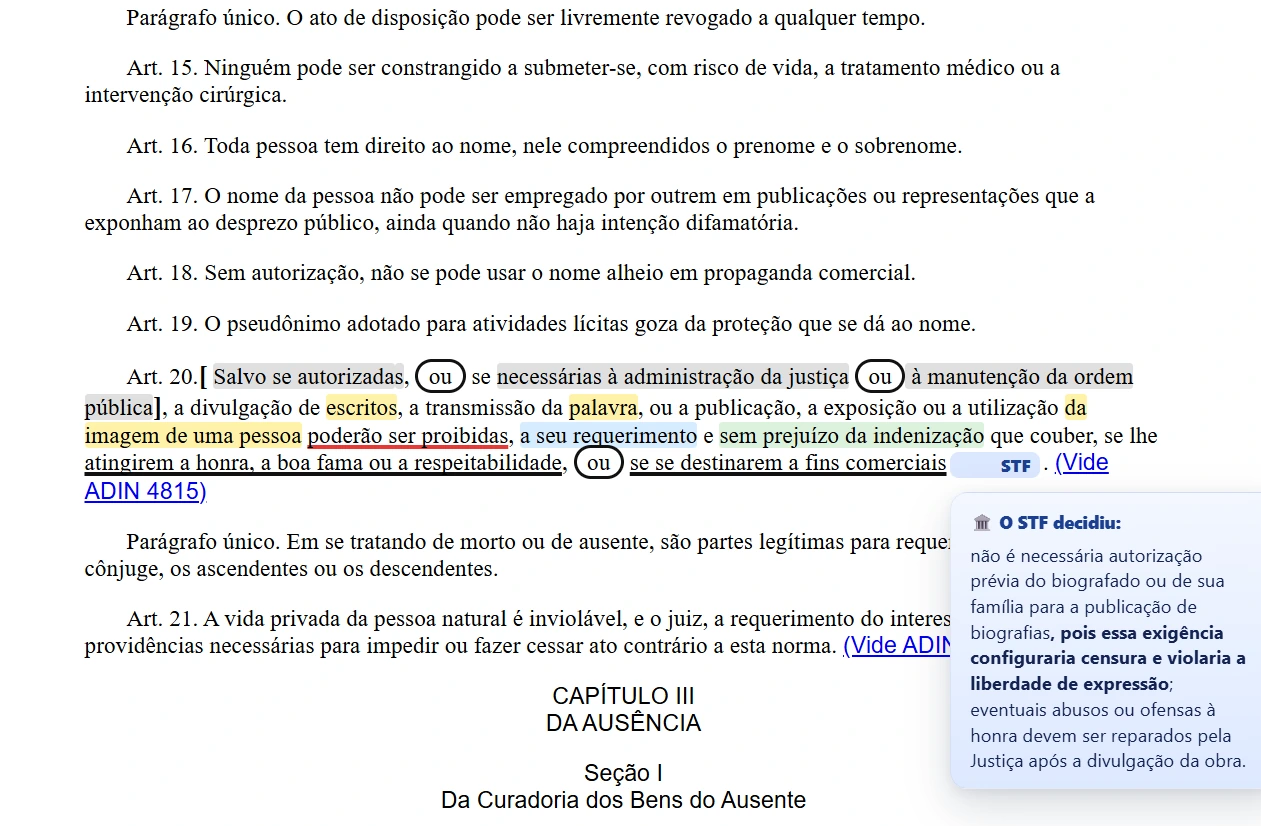 Parágrafo único. O ato de disposição pode ser livremente revogado a qualquer tempo.
Art. 15. Ninguém pode ser constrangido a submeter-se, com risco de vida, a tratamento médico ou a
intervenção cirúrgica.
Art. 16. Toda pessoa tem direito ao nome, nele compreendidos o prenome e o sobrenome.
Art. 17. O nome da pessoa não pode ser empregado por outrem em publicações ou representações que a
exponham ao desprezo público, ainda quando não haja intenção difamatória.
Art. 18. Sem autorização, não se pode usar o nome alheio em propaganda comercial.
Art. 19. O pseudônimo adotado para atividades lícitas goza da proteção que se dá ao nome.
Art. 20.[ Salvo se autorizadas, ou se necessárias à administração da justiça ou à manutenção da ordem
pública], a divulgação de escritos, a transmissão da palavra, ou a publicação, a exposição ou a utilização da
imagem de uma pessoa poderão ser proibidas, a seu requerimento e sem prejuízo da indenização que couber, se lhe
atingirem a honra, a boa fama ou a respeitabilidade, ou se se destinarem a fins comerciais STF . (Vide
ADIN 4815)
Parágrafo único. Em se tratando de morto ou de ausente, são partes legítimas para
cônjuge, os ascendentes ou os descendentes.
Art. 21. A vida privada da pessoa natural é inviolável, e o juiz, a requerimento do
providências necessárias para impedir ou fazer cessar ato contrário a esta norma. (Vide
CAPÍTULO III
DA AUSÊNCIA
Seção I
Da Curadoria dos Bens do Ausente
O STF decidiu:
não é necessária autorização
prévia do biografado ou de sua
família para a publicação de
biografias, pois essa exigência
configuraria censura e violaria a
liberdade de expressão;
eventuais abusos ou ofensas à
honra devem ser reparados pela
Justiça após a divulgação da obra.